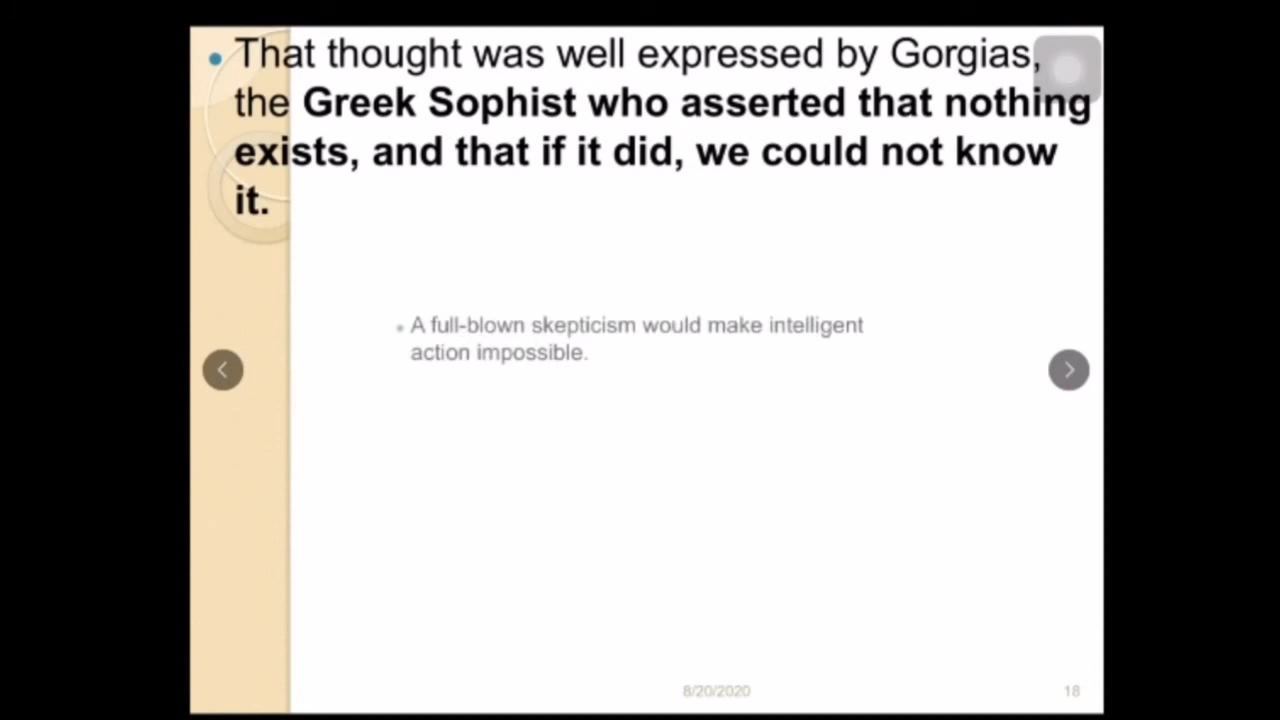 • That thought was well expressed by Gorgias,
the Greek Sophist who asserted that nothing
exists, and that if it did, we could not know
it.
• A full-blown skepticism would make intelligent
action impossible.
8/20/2020
18